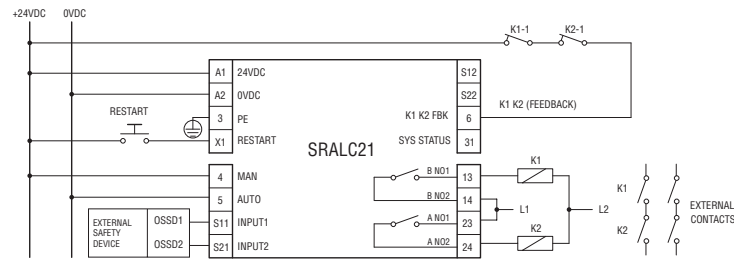 +24VDC 0VDC
K1-1 K2-1
A1 24VDC S12
A2 0VDC S22
K1 K2 (FEEDBACK)
RESTART 3 PE K1 K2 FBK 6
X1 RESTART SYS STATUS 31
SRALC21
4 MAN B NO1 13 K1
5 AUTO B NO2 14 K1
L1 L2 EXTERNAL
EXTERNAL OSSD1 S11 INPUT1 A NO1 23 CONTACTS
SAFETY K2 K2
DEVICE OSSD2 S21 INPUT2 A NO2 24